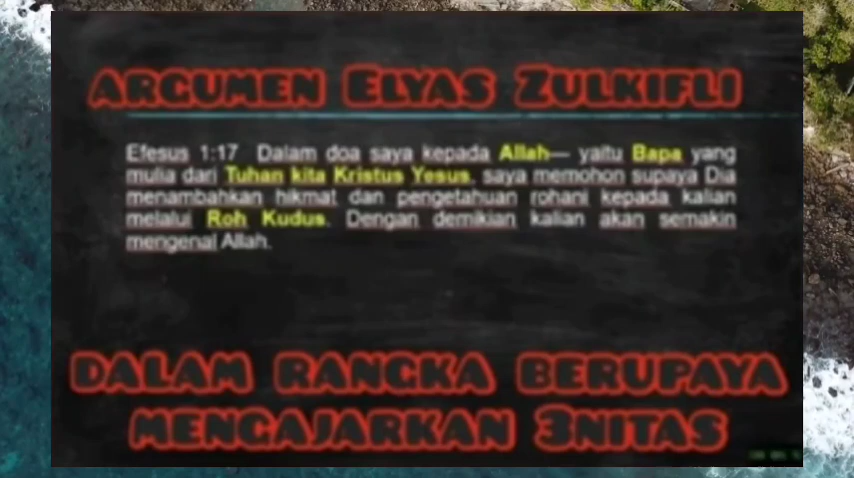 ARGUMEN ELYAS ZULKIFLI
Efesus 1:17 Dalam doa saya kepada Allah— yaitu Bapa yang
mulia dari Tuhan kita Kristus Yesus, saya memohon supaya Dia
menambahkan hikmat dan pengetahuan rohani kepada kalian
melalui Roh Kudus. Dengan demikian kalian akan semakin
mengenal Allah.
DALAM RANGKA BERUPAYA
MENGAJARKAN 3NITAS